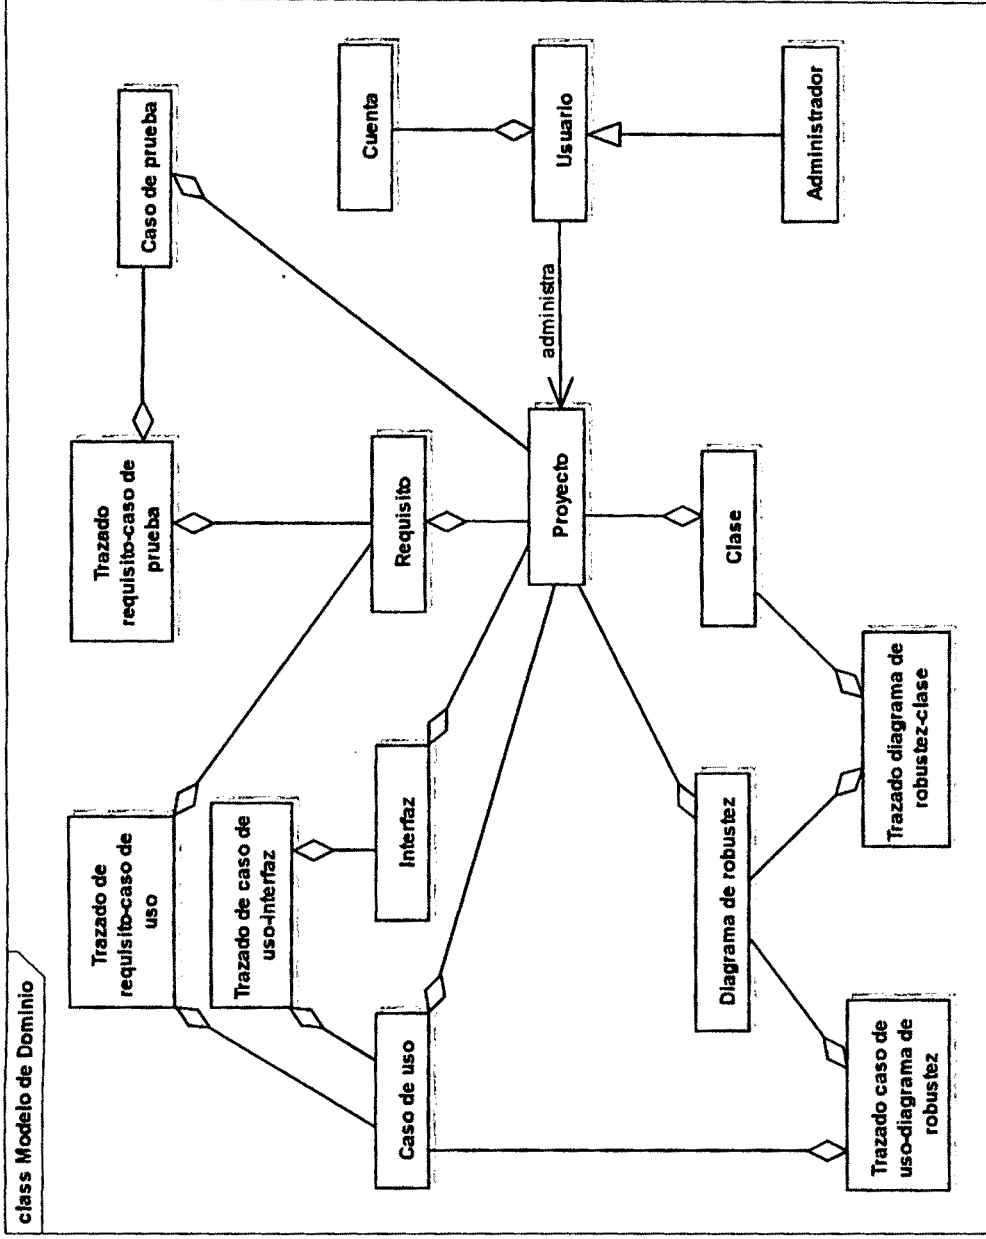 class Modelo de Dominio
Trazado de
requisito-caso de
uso
Trazado
requisito-caso de
prueba
Caso de prueba
Trazado de caso de
uso-Interfaz
Caso de uso
Interfaz
Requisito
Cuenta
Proyecto
administra
Usuario
Diagrama de robustez
Clase
Trazado caso de
uso-diagrama de
robustez
Trazado diagrama de
robustez-clase
Administrador